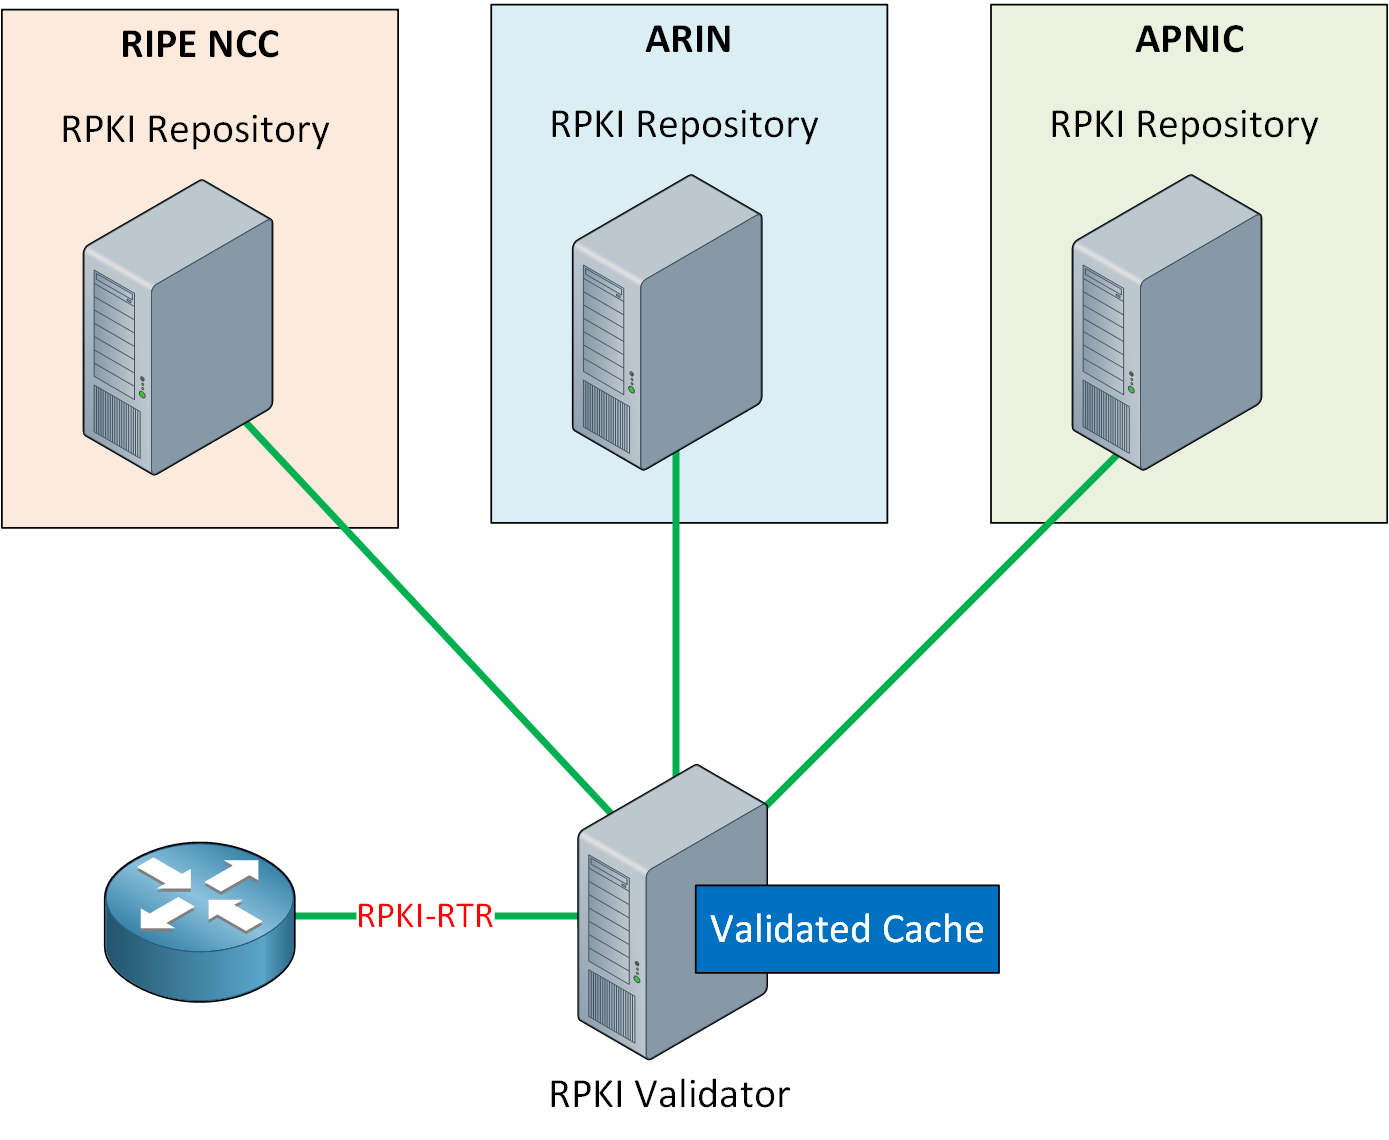 RIPE NCC
RPKI Repository
ARIN
RPKI Repository
APNIC
RPKI Repository
RPKI-RTR
Validated Cache
RPKI Validator